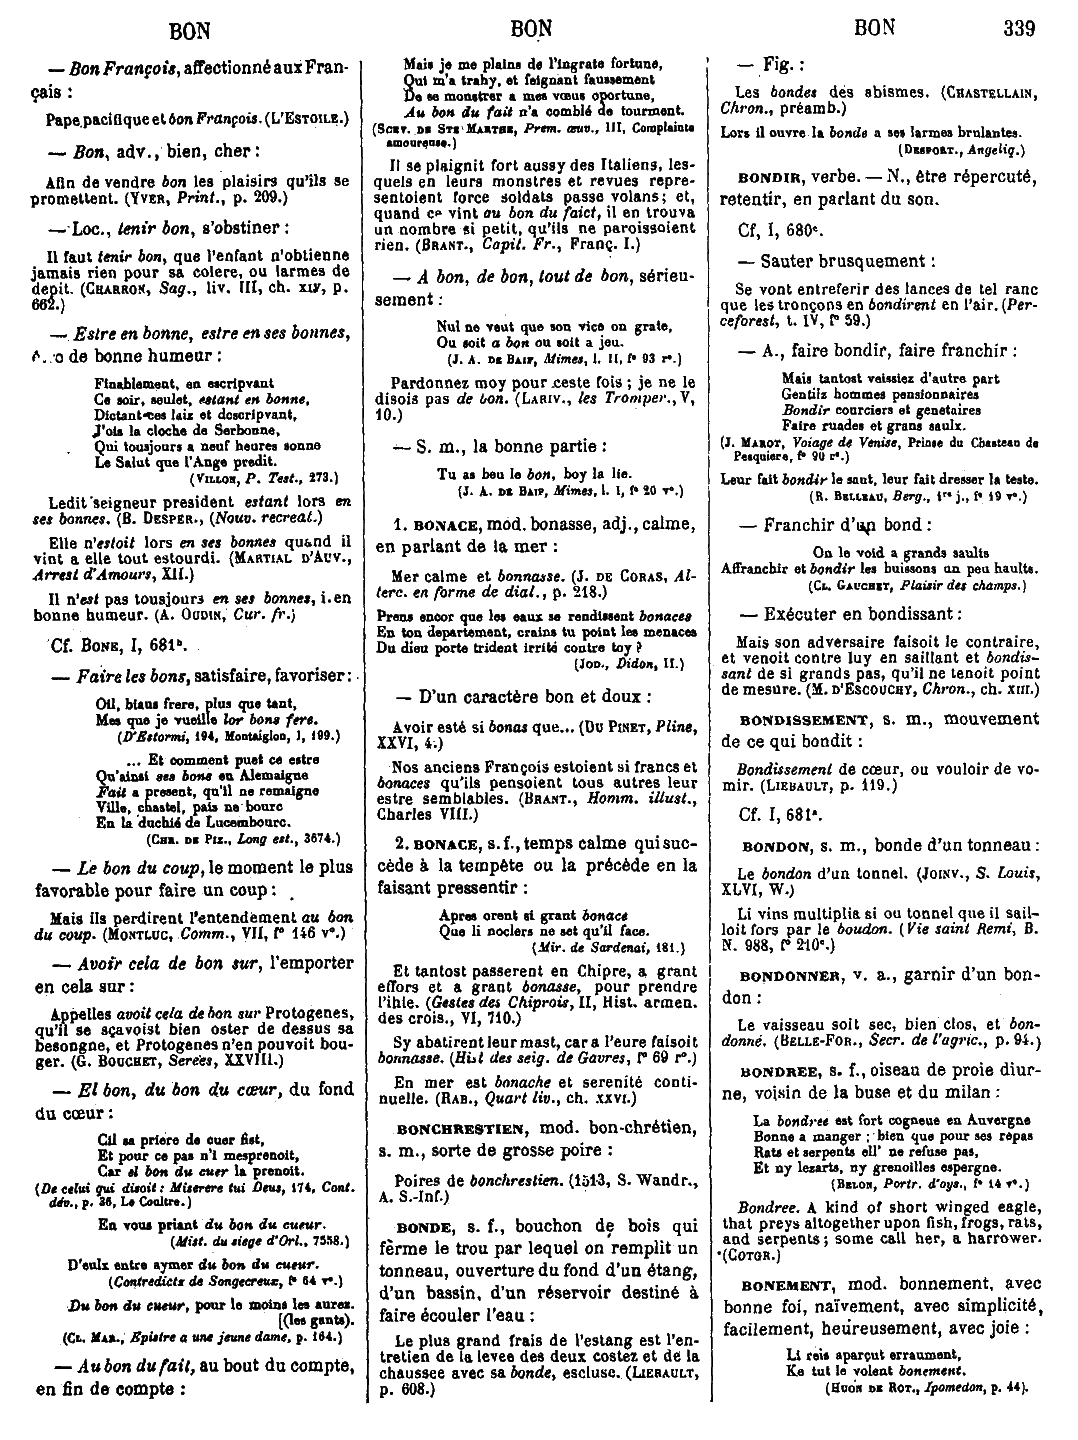 BON
BON
BON 339
— Bon François, affectionné aux Fran-
çais :
Pape pacifique et bon François. (L'ESTOILE.)
— Bon, adv., bien, cher :
Afin de vendre bon les plaisirs qu'ils se
promettent. (YVER, Print., p. 209.)
— Loc., tenir bon, s'obstiner :
Il faut tenir bon, que l'enfant n'obtienne
jamais rien pour sa colere, ou larmes de
depit. (CHARRON, Sag., liv. III, ch. XIV, p.
662.)
— Estre en bonne, estre en ses bonnes,
de bonne humeur :
Finablement, en escripvant
Ce soir, seulet, estant en bonne,
Dictant ces laiz et descripvant,
J'ois la cloche de Serbonne,
Qui tousjours a neuf heures sonne
Le Salut que l'Ange predit.
(VILLON, P. Test., 273.)
Ledit seigneur president estant lors en
ses bonnes. (B. DESPER., (Nouv. recreat.)
Elle n'estoit lors en ses bonnes quand il
vint a elle tout estourdi. (MARTIAL D'AUV.,
Arrest d'Amours, XII.)
Il n'est pas tousjours en ses bonnes, i. en
bonne humeur. (A. OUDIN, Cur. fr.)
Cf. BONE, I, 681ᵇ.
— Faire les bons, satisfaire, favoriser :
Oil, biaus frere, plus que tant,
Mes que je vueille lor bons fere.
(D'Estormi, 194, Montaiglon, I, 199.)
... Et comment puet ce estre
Qu'ainsi ses bons en Alemaigne
Fait a present, qu'il ne remaigne
Ville, chastel, pais ne bourc
En la duchié de Lucembourc.
(CHR. DE PIZ., Long est., 3674.)
— Le bon du coup, le moment le plus
favorable pour faire un coup :
Mais ils perdirent l'entendement au bon
du coup. (MONTLUC, Comm., VII, f° 146 v°.)
— Avoir cela de bon sur, l'emporter
en cela sur :
Appelles avoit cela de bon sur Protogenes,
qu'il se sçavoist bien oster de dessus sa
besongne, et Protogenes n'en pouvoit bou-
ger. (G. BOUCHET, Serees, XXVIII.)
— El bon, du bon du cœur, du fond
du cœur :
Cil sa priere de cuer fist,
Et pour ce pas n'i mesprenoit,
Car el bon du cuer la prenoit.
(De celui qui disoit : Miserere tui Deus, 174, Cont.
dév., p. 36, Le Coultre.)
En vous priant du bon du cueur.
(Mist. du siege d'Orl., 7558.)
D'eulx entre aymer du bon du cueur.
(Contredictz de Songecreux, f° 64 v°.)
Du bon du cueur, pour le moins les aurez.
[(les gants).
(CL. MAR., Epistre a une jeune dame, p. 164.)
— Au bon du fait, au bout du compte,
en fin de compte :
Mais je me plains de l'ingrate fortune,
Qui m'a trahy, et feignant faussement
De se monstrer a mes vœus oportune,
Au bon du fait n'a comblé de tourment.
(SCEV. DE STE MARTHE, Prem. œuv., III, Complainte
amoureuse.)
Il se plaignit fort aussy des Italiens, les-
quels en leurs monstres et revues repre-
sentoient force soldats passe volans ; et,
quand ce vint au bon du faict, il en trouva
un nombre si petit, qu'ils ne paroissoient
rien. (BRANT., Capit. Fr., Franç. I.)
— A bon, de bon, tout de bon, sérieu-
sement :
Nul ne veut que son vice on grate,
Ou soit a bon ou soit a jeu.
(J. A. DE BAIF, Mimes, l. II, f° 93 r°.)
Pardonnez moy pour ceste fois ; je ne le
disois pas de bon. (LARIV., les Tromper., V,
10.)
— S. m., la bonne partie :
Tu as beu le bon, boy la lie.
(J. A. DE BAIF, Mimes, l. I, f° 20 v°.)
1. BONACE, mod. bonasse, adj., calme,
en parlant de la mer :
Mer calme et bonnasse. (J. DE CORAS, Al-
terc. en forme de dial., p. 218.)
Prens encor que les eaux se rendissent bonaces
En ton departement, crains tu point les menaces
Du dieu porte trident irrité contre toy ?
(JOD., Didon, II.)
— D'un caractère bon et doux :
Avoir esté si bonas que... (DU PINET, Pline,
XXVI, 4.)
Nos anciens François estoient si francs et
bonaces qu'ils pensoient tous autres leur
estre semblables. (BRANT., Homm. illust.,
Charles VIII.)
2. BONACE, s. f., temps calme qui suc-
cède à la tempête ou la précède en la
faisant pressentir :
Apres orent si grant bonace
Que li noclers ne set qu'il face.
(Mir. de Sardenai, 181.)
Et tantost passerent en Chipre, a grant
effors et a grant bonasse, pour prendre
l'ihle. (Gestes des Chiprois, II, Hist. armen.
des crois., VI, 710.)
Sy abatirent leur mast, car a l'eure faisoit
bonnasse. (Hist des seig. de Gavres, f° 69 r°.)
En mer est bonache et serenité conti-
nuelle. (RAB., Quart liv., ch. XXVI.)
BONCHRESTIEN, mod. bon-chrétien,
s. m., sorte de grosse poire :
Poires de bonchrestien. (1513, S. Wandr.,
A. S.-Inf.)
BONDE, s. f., bouchon de bois qui
ferme le trou par lequel on remplit un
tonneau, ouverture du fond d'un étang,
d'un bassin, d'un réservoir destiné à
faire écouler l'eau :
Le plus grand frais de l'estang est l'en-
tretien de la levee des deux costez et de la
chaussee avec sa bonde, escluse. (LIEBAULT,
p. 608.)
— Fig. :
Les bondes des abismes. (CHASTELLAIN,
Chron., préamb.)
Lors il ouvre la bonde a ses larmes brulantes.
(DESPORT., Angeliq.)
BONDIR, verbe. — N., être répercuté,
retentir, en parlant du son.
Cf, I, 680ᶜ.
— Sauter brusquement :
Se vont entreferir des lances de tel ranc
que les tronçons en bondirent en l'air. (Per-
ceforest, t. IV, f° 59.)
— A., faire bondir, faire franchir :
Mais tantost veissiez d'autre part
Gentilz hommes pensionnaires
Bondir courciers et genetaires
Faire ruades et grans saulx.
(J. MAROT, Voiage de Venise, Prinse du Chasteau de
Pesquiere, f° 90 r°.)
Leur fait bondir le saut, leur fait dresser la teste.
(R. BELLEAU, Berg., 1ʳᵉ j., f° 19 v°.)
— Franchir d'un bond :
On le void a grands saults
Affranchir et bondir les buissons un peu haults.
(CL. GAUCHET, Plaisir des champs.)
— Exécuter en bondissant :
Mais son adversaire faisoit le contraire,
et venoit contre luy en saillant et bondis-
sant de si grands pas, qu'il ne tenoit point
de mesure. (M. D'ESCOUCHY, Chron., ch. XIII.)
BONDISSEMENT, s. m., mouvement
de ce qui bondit :
Bondissement de cœur, ou vouloir de vo-
mir. (LIEBAULT, p. 119.)
Cf. I, 681ᵃ.
BONDON, s. m., bonde d'un tonneau :
Le bondon d'un tonnel. (JOINV., S. Louis,
XLVI, W.)
Li vins multiplia si ou tonnel que il sail-
loit fors par le boudon. (Vie saint Remi, B.
N. 988, f° 210ᶜ.)
BONDONNER, v. a., garnir d'un bon-
don :
Le vaisseau soit sec, bien clos, et bon-
donné. (BELLE-FOR., Secr. de l'agric., p. 94.)
BONDREE, s. f., oiseau de proie diur-
ne, voisin de la buse et du milan :
La bondree est fort cogneue en Auvergne
Bonne a manger ; bien que pour ses repas
Rats et serpents ell' ne refuse pas,
Et ny lezarts, ny grenoilles espergne.
(BELON, Portr. d'oys., f° 14 v°.)
Bondree. A kind of short winged eagle,
that preys altogether upon fish, frogs, rats,
and serpents ; some call her, a harrower.
(COTGR.)
BONEMENT, mod. bonnement, avec
bonne foi, naïvement, avec simplicité,
facilement, heureusement, avec joie :
Li reis aparçut erraument,
Ke tut le volent bonement.
(HUON DE ROT., Ipomedon, p. 44).